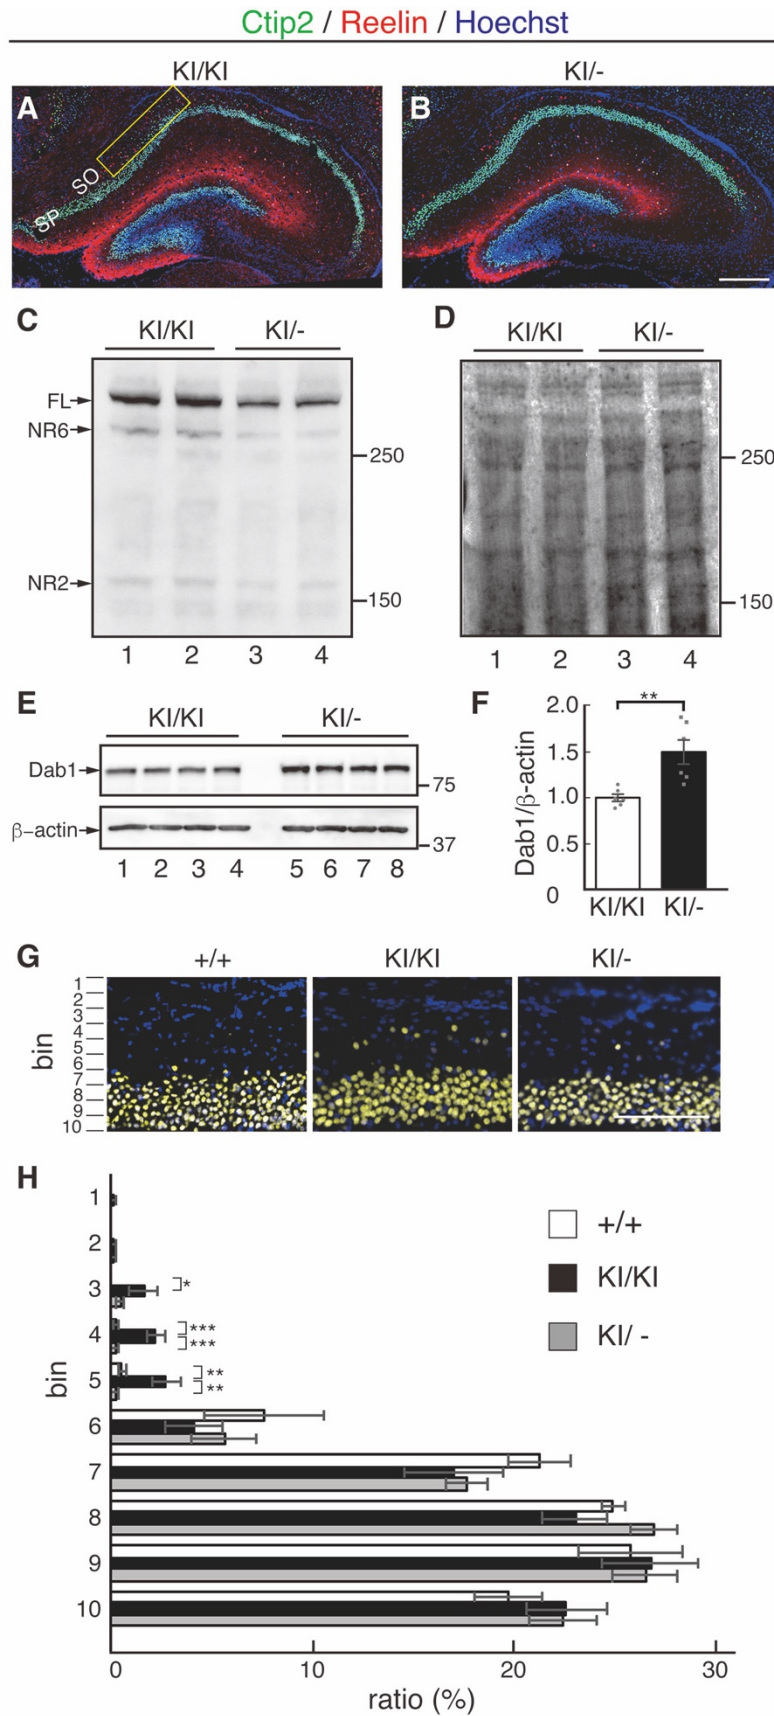 Ctip2 / Reelin / Hoechst
KI/KI KI/-
A B
SO
SP
C D
KI/KI KI/- KI/KI KI/-
FL
NR6
250 250
NR2
150 150
1 2 3 4 1 2 3 4
E F
KI/KI KI/-
Dab1
75
β–actin
37
1 2 3 4 5 6 7 8
**
2.0
1.5
1.0
0.5
0
Dab1/β-actin
KI/KI KI/-
G
+/+ KI/KI KI/-
bin
1
2
3
4
5
6
7
8
9
10
H
1
2
3 *
4 ***
***
5 **
**
6
7
8
9
10
bin
+/+
KI/KI
KI/ -
0 10 20 30
ratio (%)